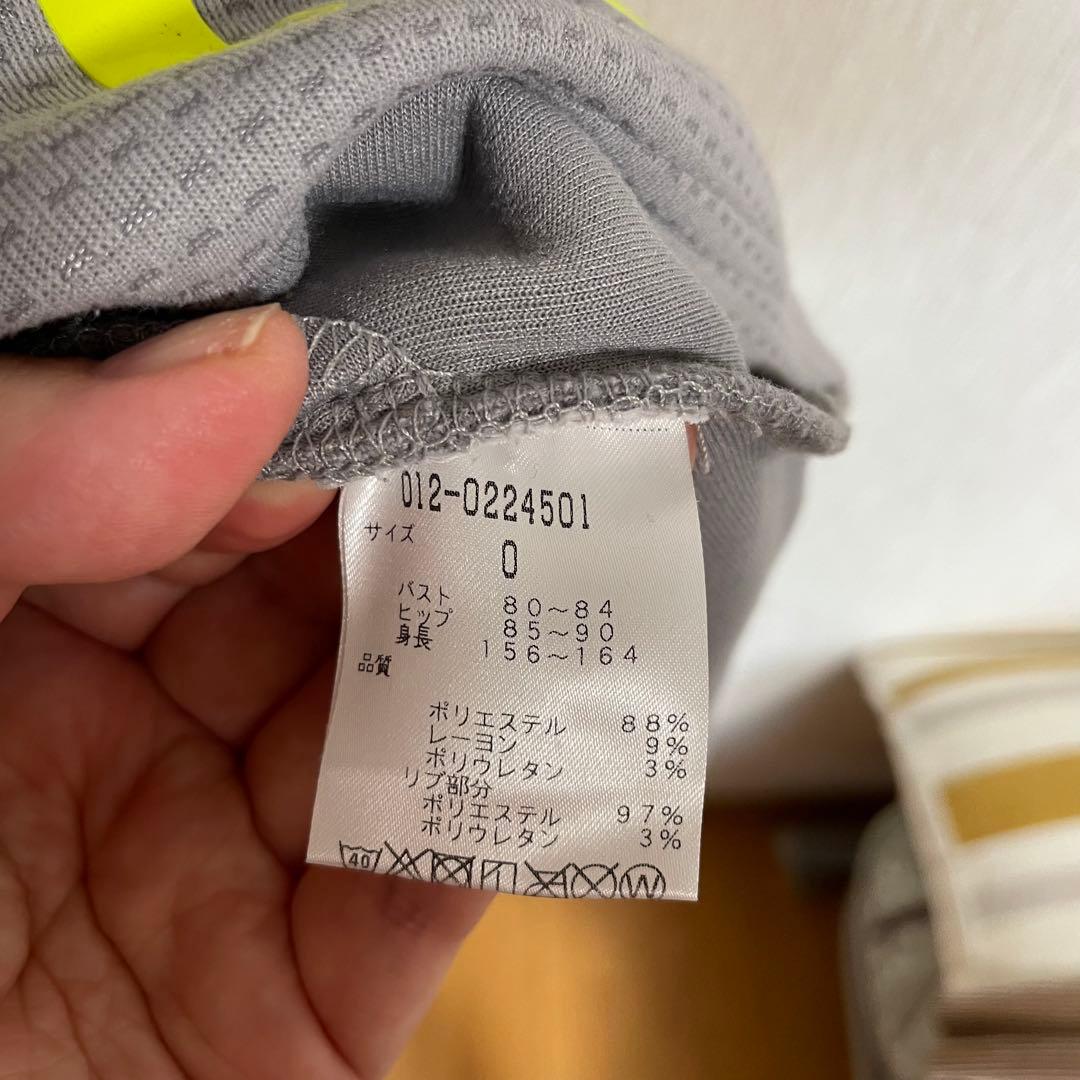 012-0224501
サイズ
0
バスト 80～84
ヒップ 85～90
身長 156～164
品質
ポリエステル 88%
レーヨン 9%
ポリウレタン 3%
リブ部分
ポリエステル 97%
ポリウレタン 3%
40 W